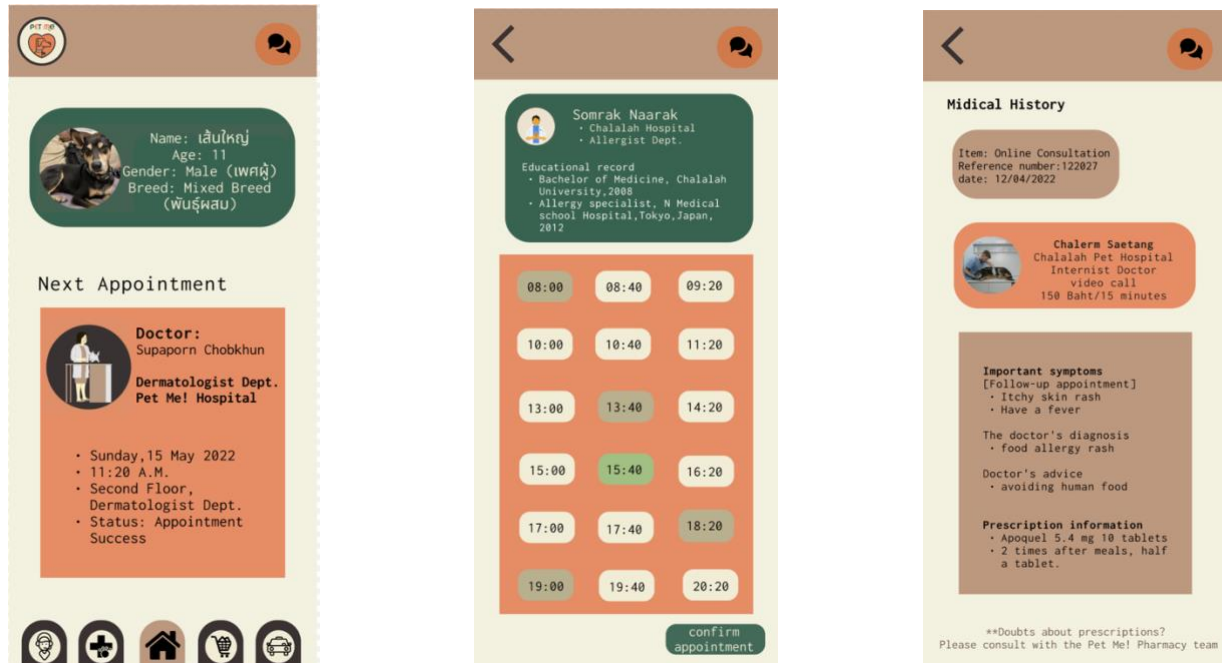 PET ME
Name: เส้นใหญ่
Age: 11
Gender: Male (เพศผู้)
Breed: Mixed Breed
(พันธุ์ผสม)
Next Appointment
Doctor:
Supaporn Chobkhun
Dermatologist Dept.
Pet Me! Hospital
· Sunday,15 May 2022
· 11:20 A.M.
· Second Floor,
Dermatologist Dept.
· Status: Appointment
Success
Somrak Naarak
· Chalalah Hospital
· Allergist Dept.
Educational record
· Bachelor of Medicine, Chalalah
University,2008
· Allergy specialist, N Medical
school Hospital,Tokyo,Japan,
2012
08:00 08:40 09:20
10:00 10:40 11:20
13:00 13:40 14:20
15:00 15:40 16:20
17:00 17:40 18:20
19:00 19:40 20:20
confirm
appointment
Midical History
Item: Online Consultation
Reference number:122027
date: 12/04/2022
Chalerm Saetang
Chalalah Pet Hospital
Internist Doctor
video call
150 Baht/15 minutes
Important symptoms
[Follow-up appointment]
· Itchy skin rash
· Have a fever
The doctor's diagnosis
· food allergy rash
Doctor's advice
· avoiding human food
Prescription information
· Apoquel 5.4 mg 10 tablets
· 2 times after meals, half
a tablet.
**Doubts about prescriptions?
Please consult with the Pet Me! Pharmacy team